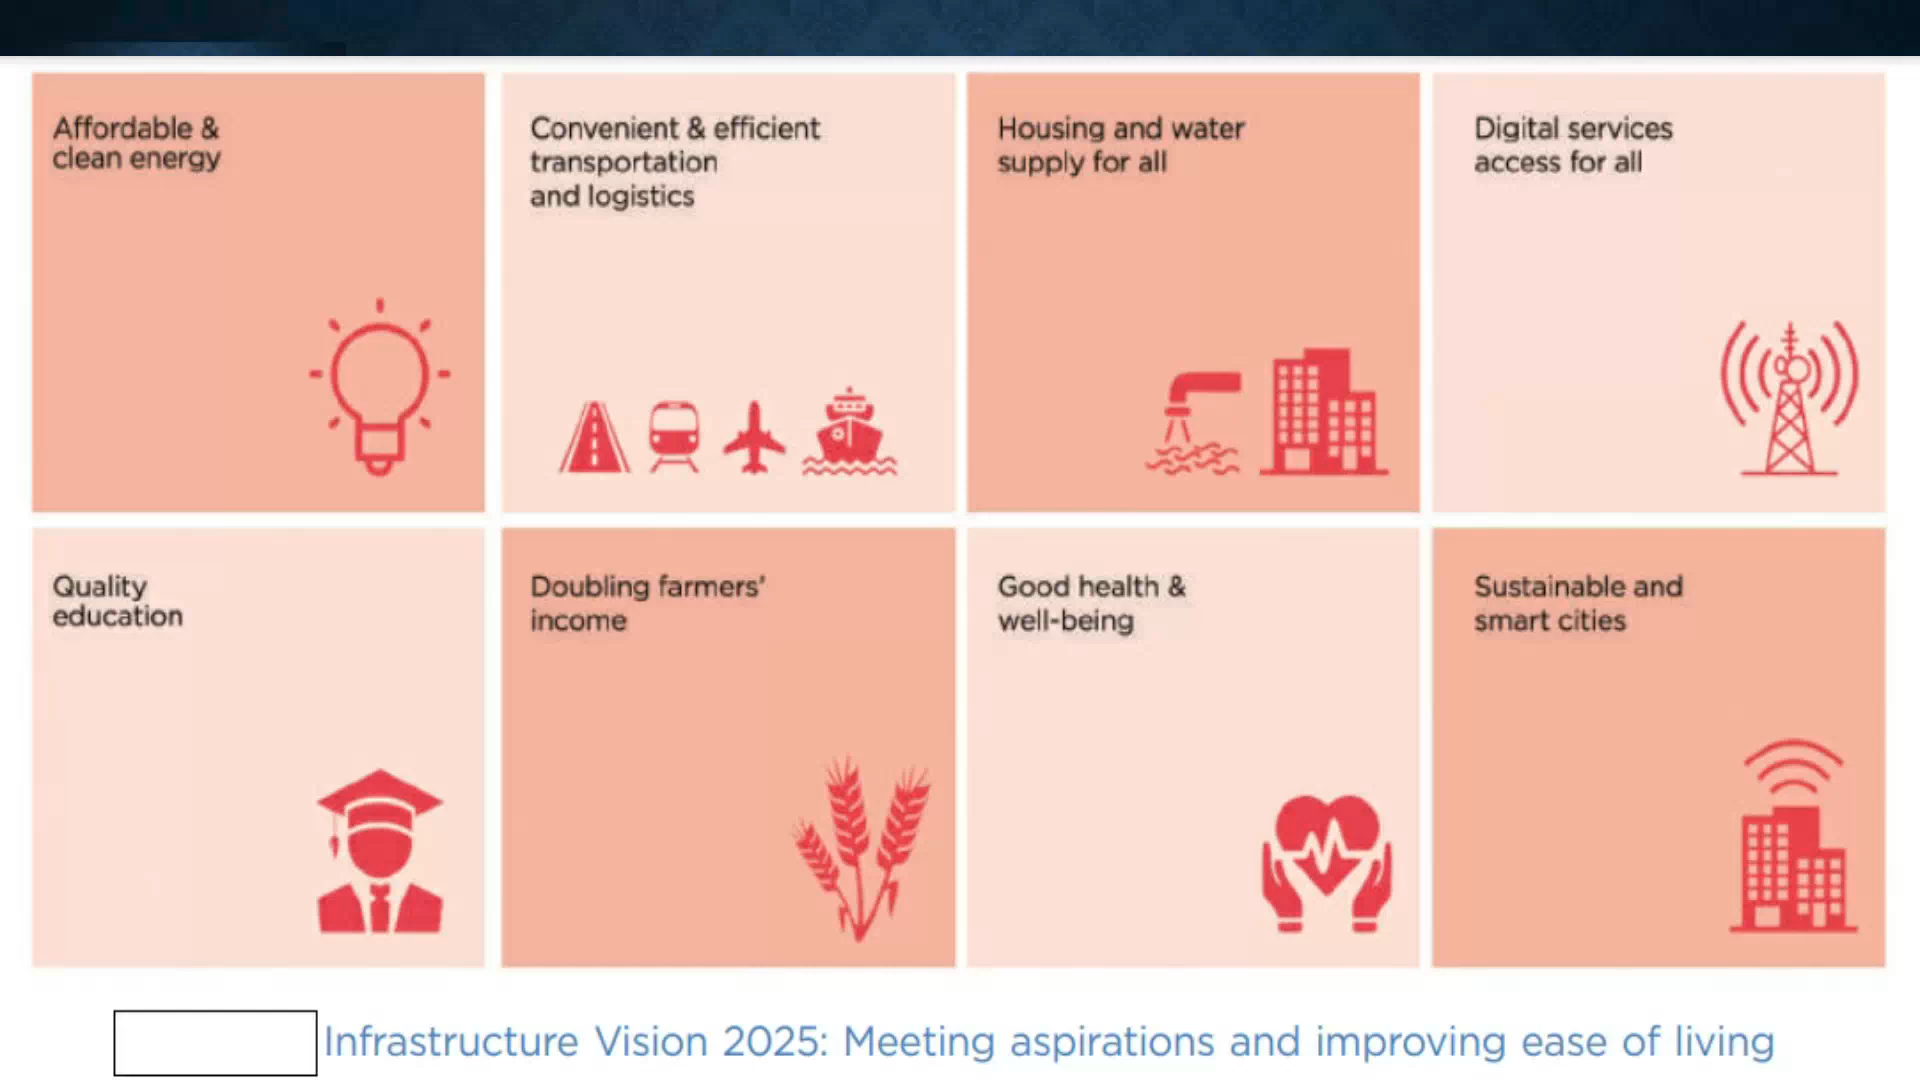 Affordable &
clean energy
Convenient & efficient
transportation
and logistics
Housing and water
supply for all
Digital services
access for all
Quality
education
Doubling farmers'
income
Good health &
well-being
Sustainable and
smart cities
Infrastructure Vision 2025: Meeting aspirations and improving ease of living